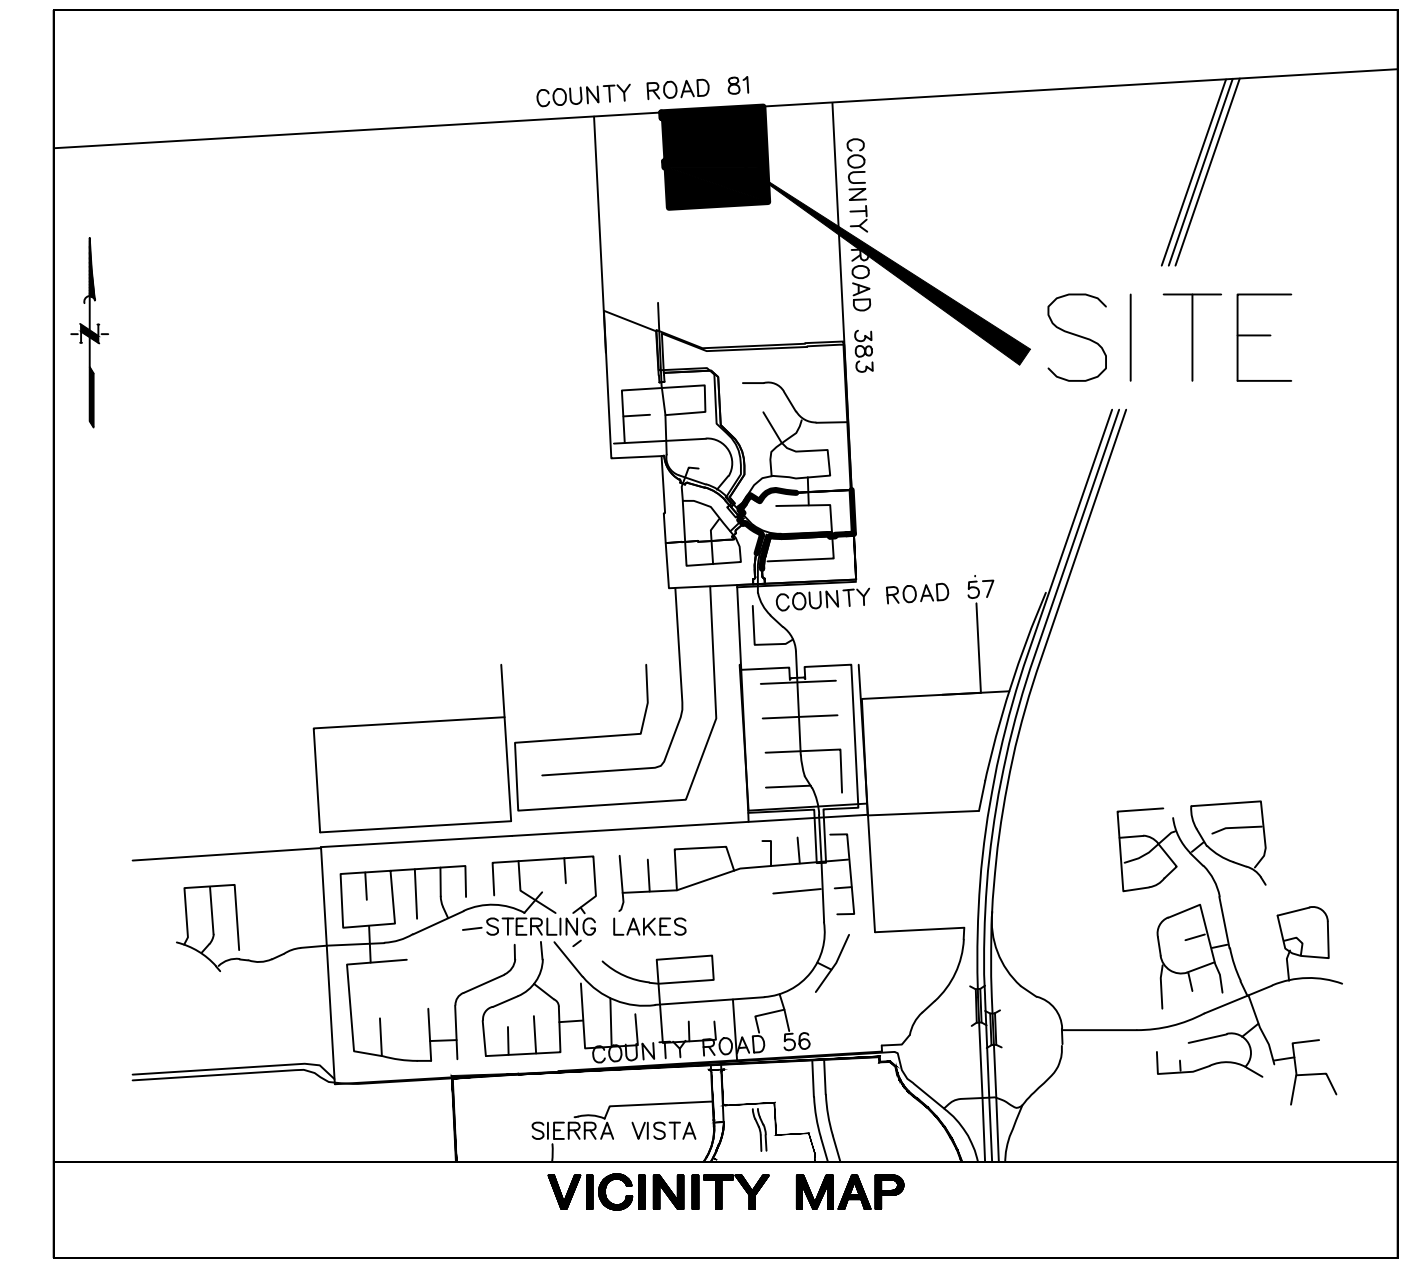 COUNTY ROAD 81
COUNTY ROAD 383
N
SITE
COUNTY ROAD 57
STERLING LAKES
COUNTY ROAD 56
SIERRA VISTA
VICINITY MAP